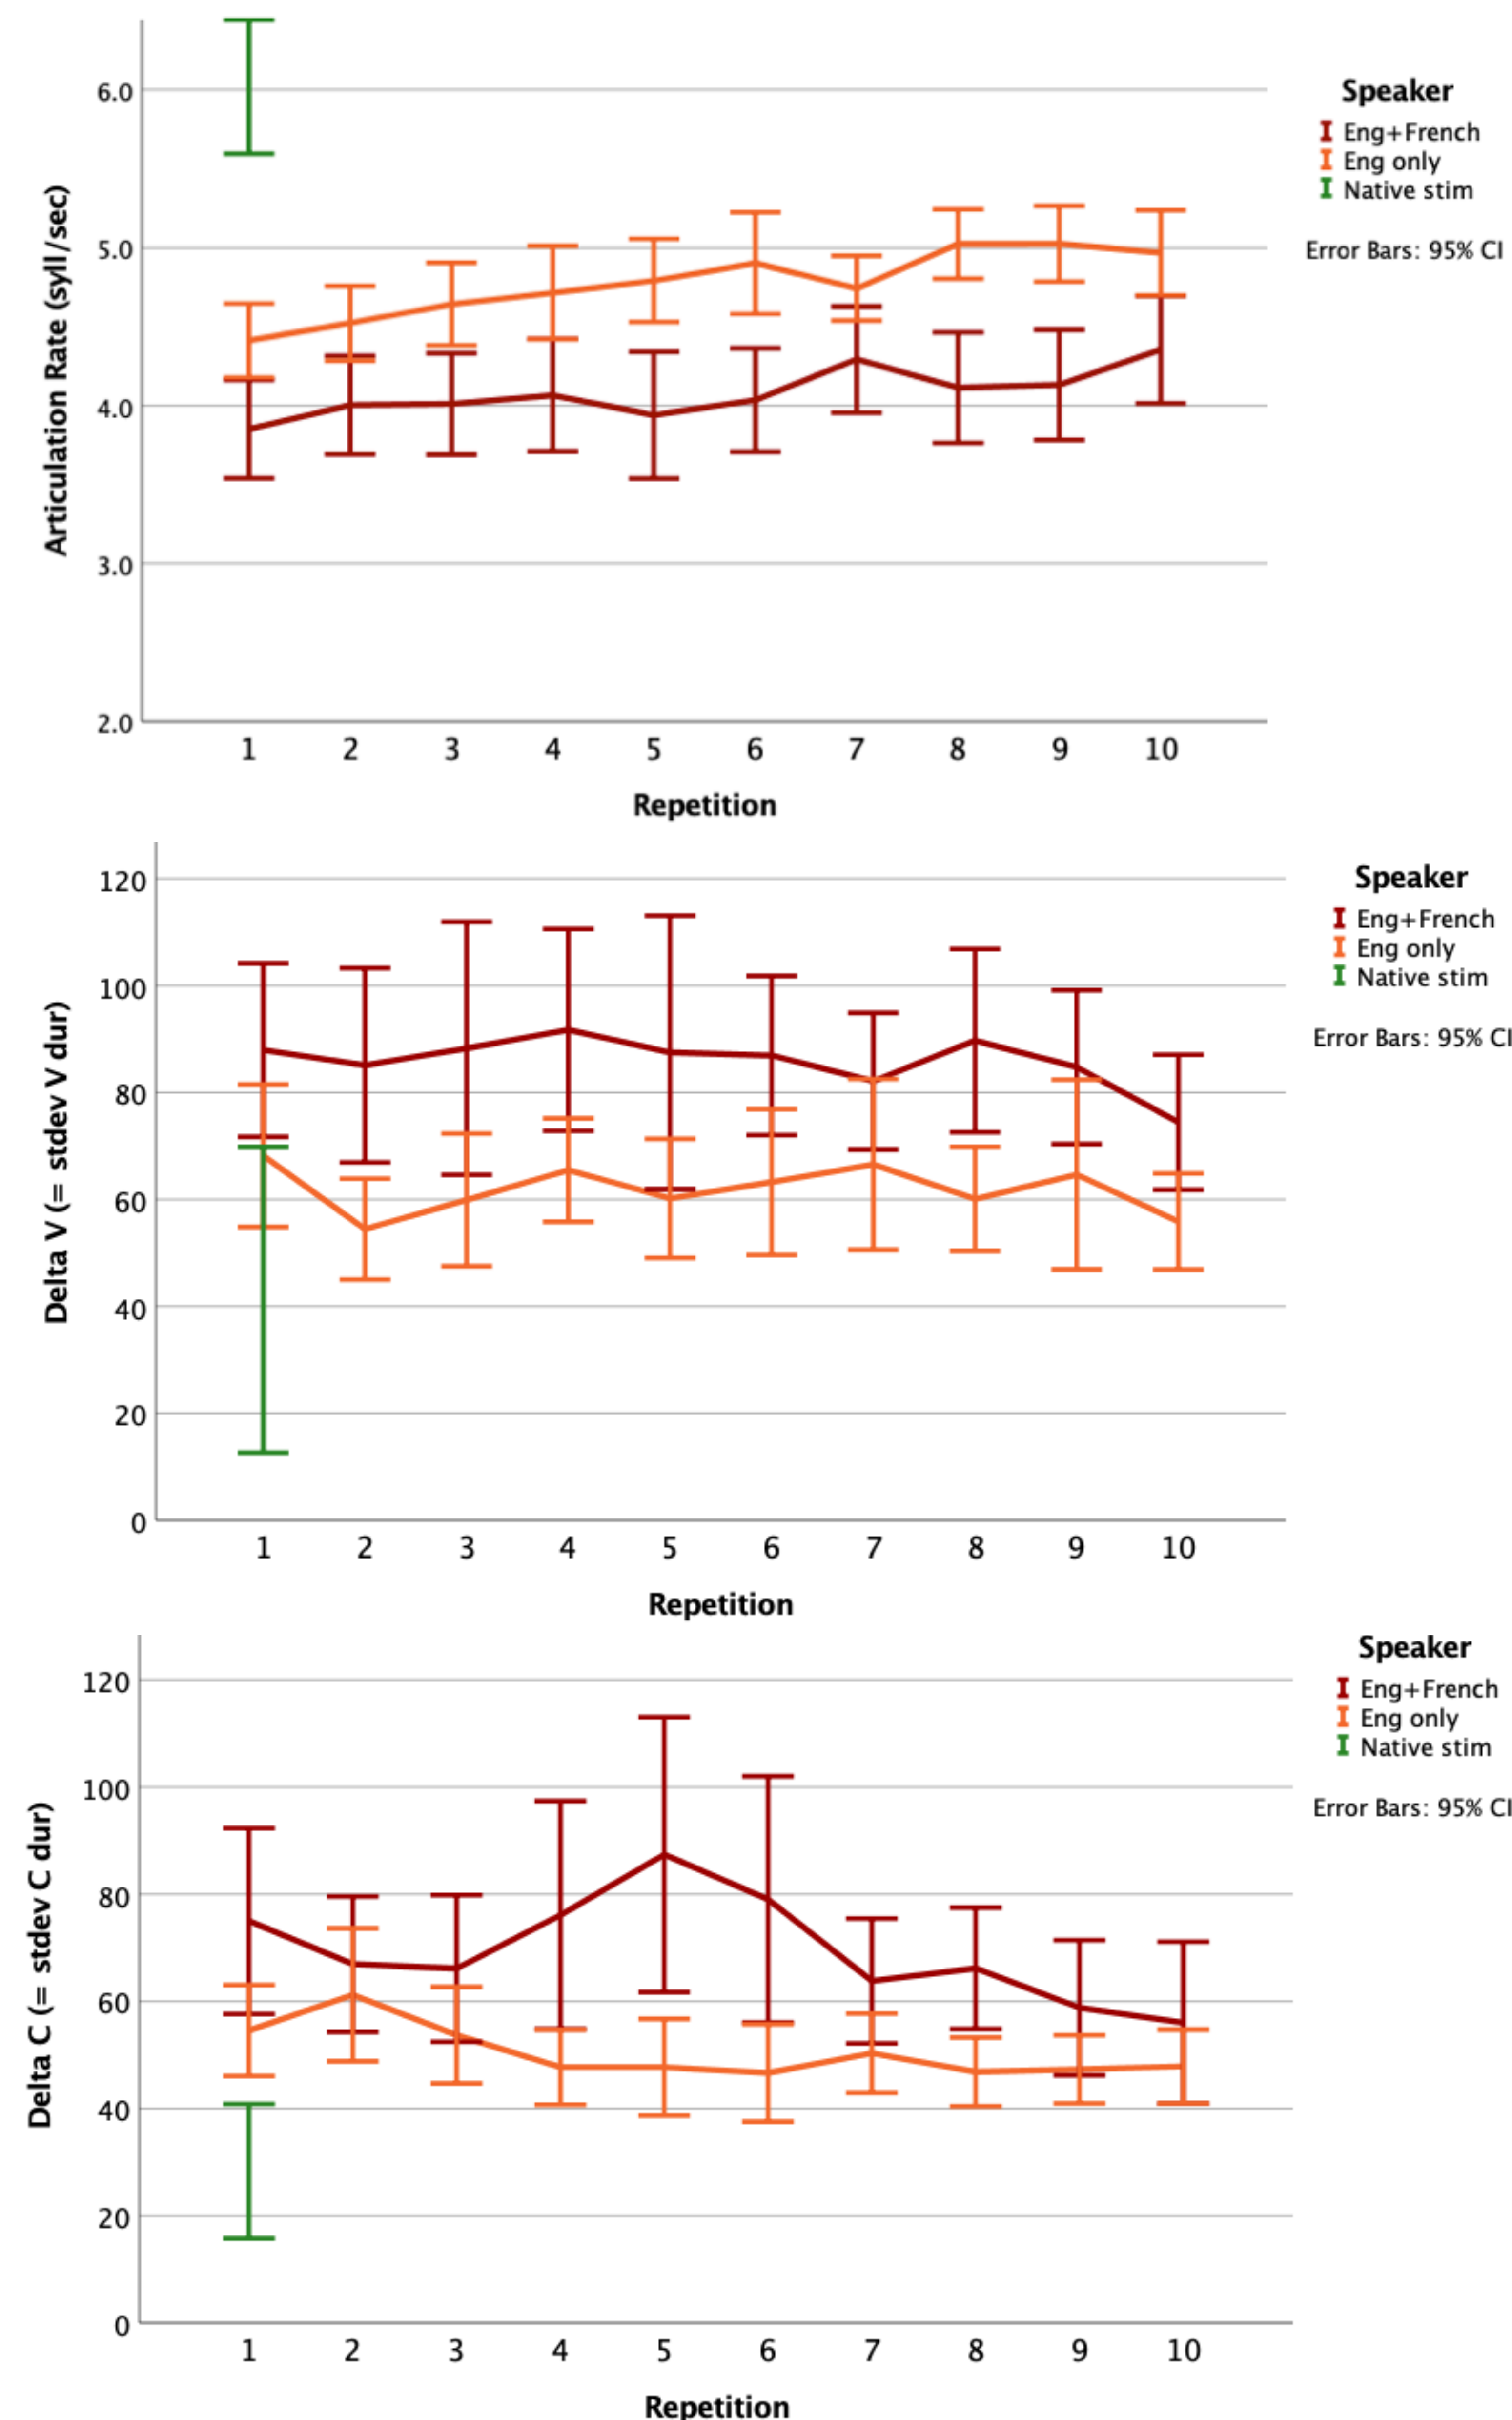 Articulation Rate (syll/sec)
6.0
5.0
4.0
3.0
2.0
1 2 3 4 5 6 7 8 9 10
Repetition
Speaker
Eng+French
Eng only
Native stim
Error Bars: 95% CI
Delta V (= stdev V dur)
120
100
80
60
40
20
0
1 2 3 4 5 6 7 8 9 10
Repetition
Speaker
Eng+French
Eng only
Native stim
Error Bars: 95% CI
Delta C (= stdev C dur)
120
100
80
60
40
20
0
1 2 3 4 5 6 7 8 9 10
Repetition
Speaker
Eng+French
Eng only
Native stim
Error Bars: 95% CI